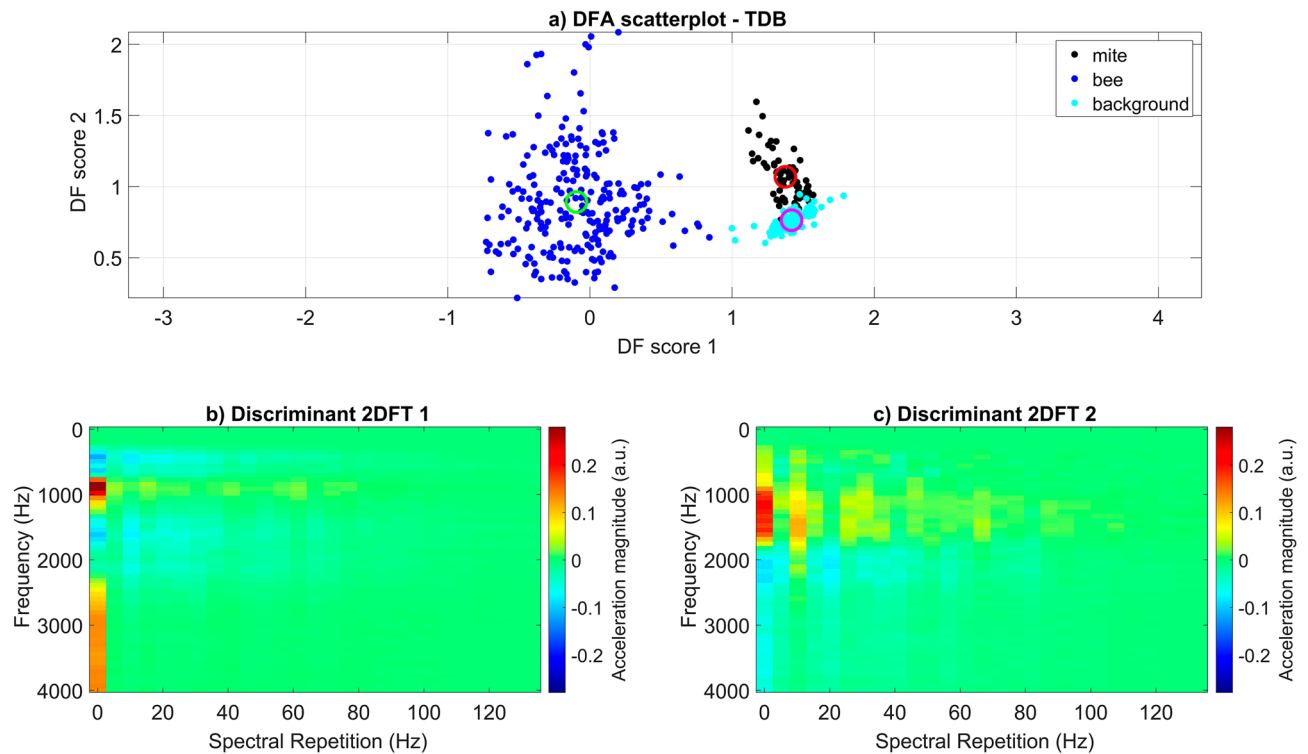 a) DFA scatterplot - TDB
DF score 2
2
1.5
1
0.5
mite
bee
background
-3 -2 -1 0 1 2 3 4
DF score 1
b) Discriminant 2DFT 1
Frequency (Hz)
0
1000
2000
3000
4000
0 20 40 60 80 100 120
Spectral Repetition (Hz)
0.2
0.1
0
-0.1
-0.2
Acceleration magnitude (a.u.)
c) Discriminant 2DFT 2
Frequency (Hz)
0
1000
2000
3000
4000
0 20 40 60 80 100 120
Spectral Repetition (Hz)
0.2
0.1
0
-0.1
-0.2
Acceleration magnitude (a.u.)